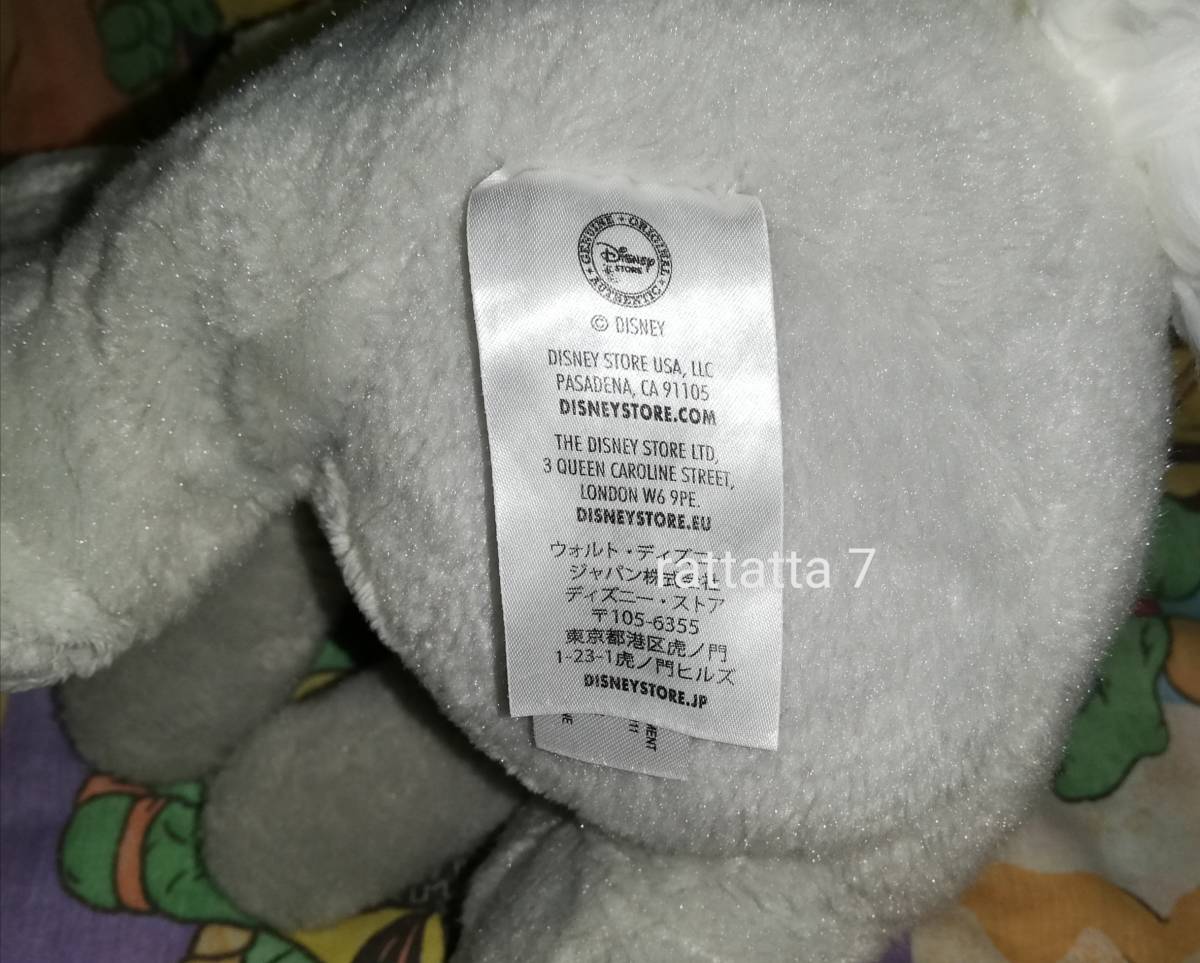 GENUINE • ORIGINAL • AUTHENTIC
Disney
STORE
© DISNEY
DISNEY STORE USA, LLC
PASADENA, CA 91105
DISNEYSTORE.COM
THE DISNEY STORE LTD,
3 QUEEN CAROLINE STREET,
LONDON W6 9PE.
DISNEYSTORE.EU
ウォルト・ディズニー
ジャパン株式会社
rattatta 7
ディズニー・ストア
〒105-6355
東京都港区虎ノ門
1-23-1虎ノ門ヒルズ
DISNEYSTORE.JP